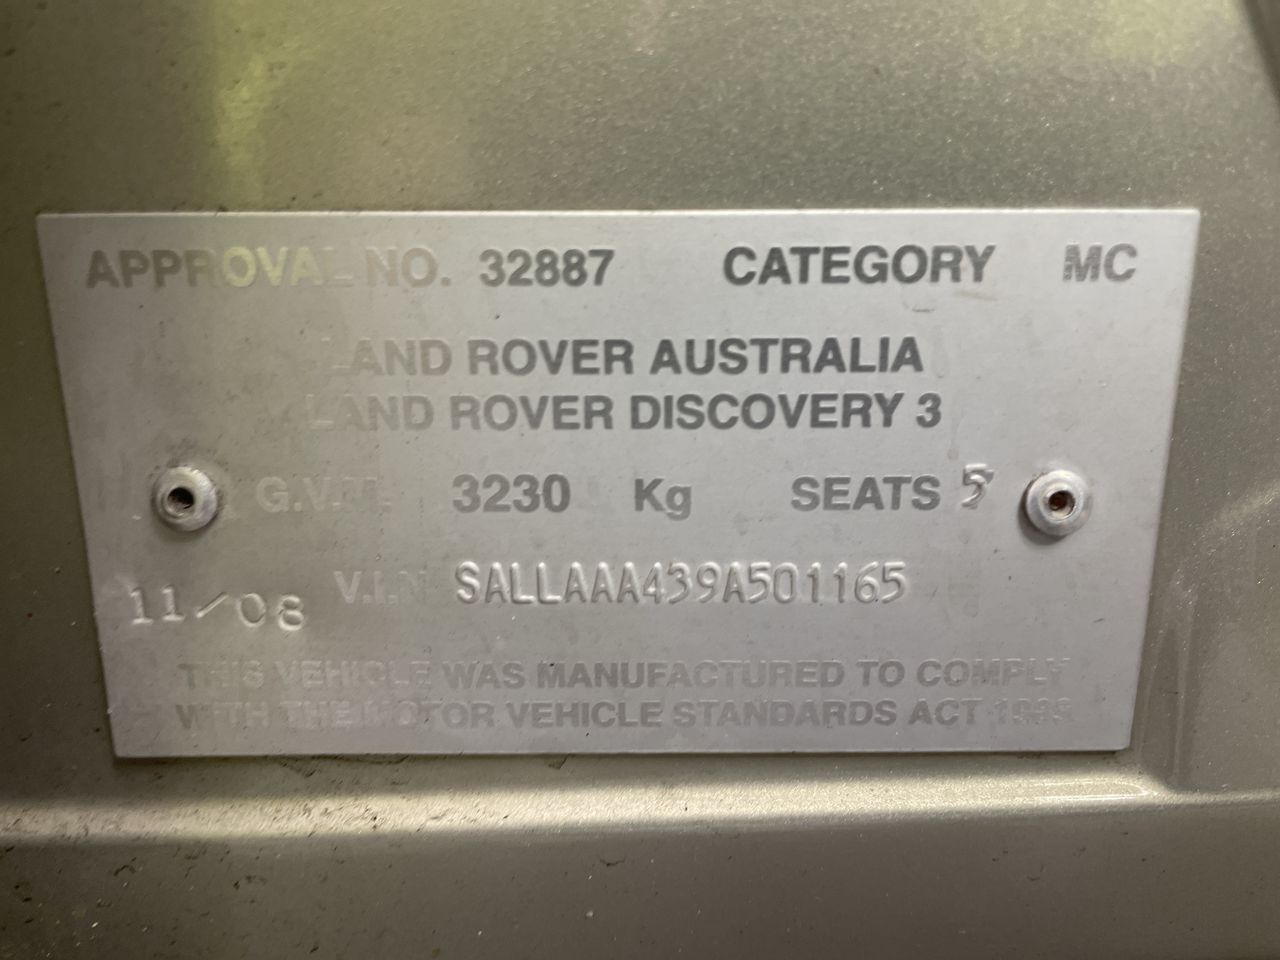 APPROVAL NO. 32887 CATEGORY MC
LAND ROVER AUSTRALIA
LAND ROVER DISCOVERY 3
G.V.M. 3230 Kg SEATS 5
V.I.N SALLAAA439A501165
11/08
THIS VEHICLE WAS MANUFACTURED TO COMPLY
WITH THE MOTOR VEHICLE STANDARDS ACT 1989